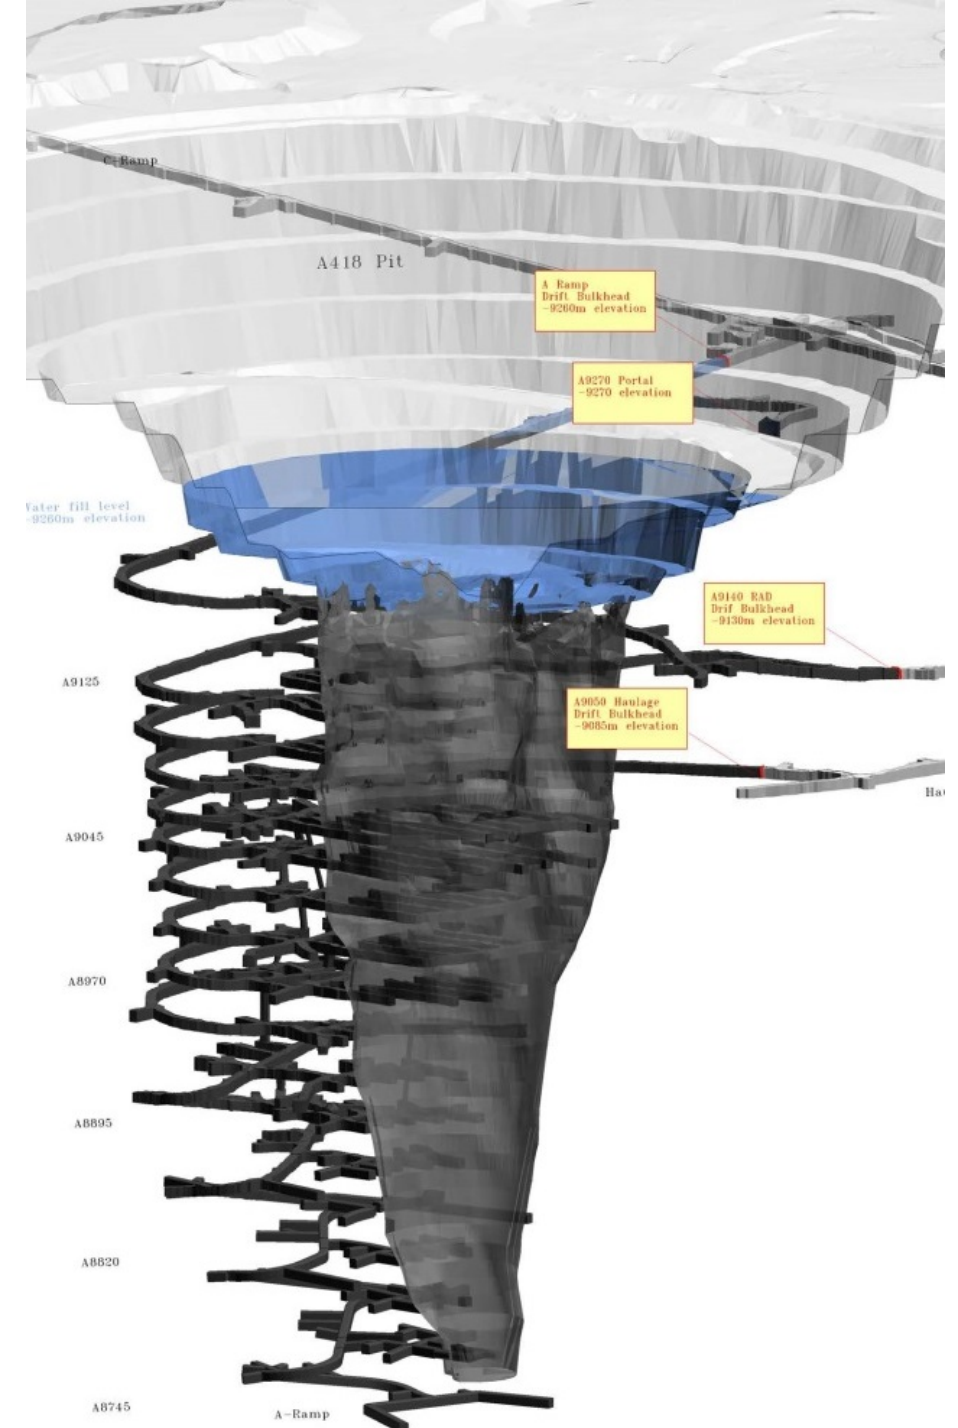 C-Ramp
A418 Pit
A Ramp
Drift Bulkhead
~9260m elevation
A9270 Portal
~9270 elevation
Water fill level
~9260m elevation
A9140 RAD
Drif Bulkhead
~9130m elevation
A9125
A9050 Haulage
Drift Bulkhead
~9085m elevation
A9045
A8970
A8895
A8820
A8745
A-Ramp